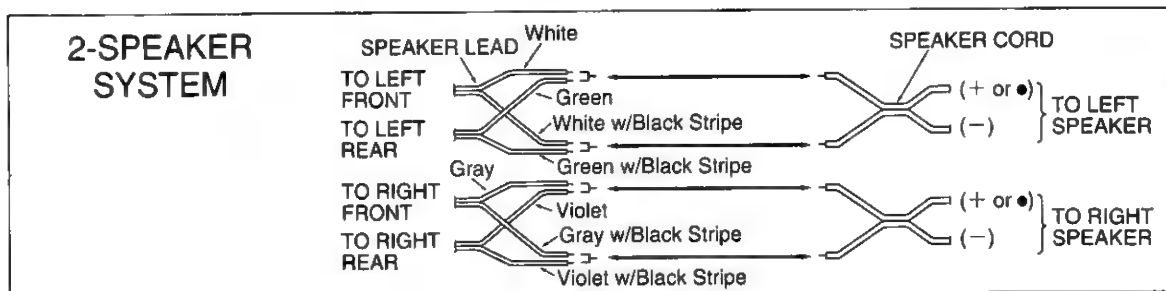 2-SPEAKER
SYSTEM
SPEAKER LEAD
White
SPEAKER CORD
TO LEFT
FRONT
Green
(+ or ●)
TO LEFT
SPEAKER
TO LEFT
REAR
White w/Black Stripe
(−)
Green w/Black Stripe
Gray
TO RIGHT
FRONT
Violet
(+ or ●)
TO RIGHT
SPEAKER
TO RIGHT
REAR
Gray w/Black Stripe
(−)
Violet w/Black Stripe